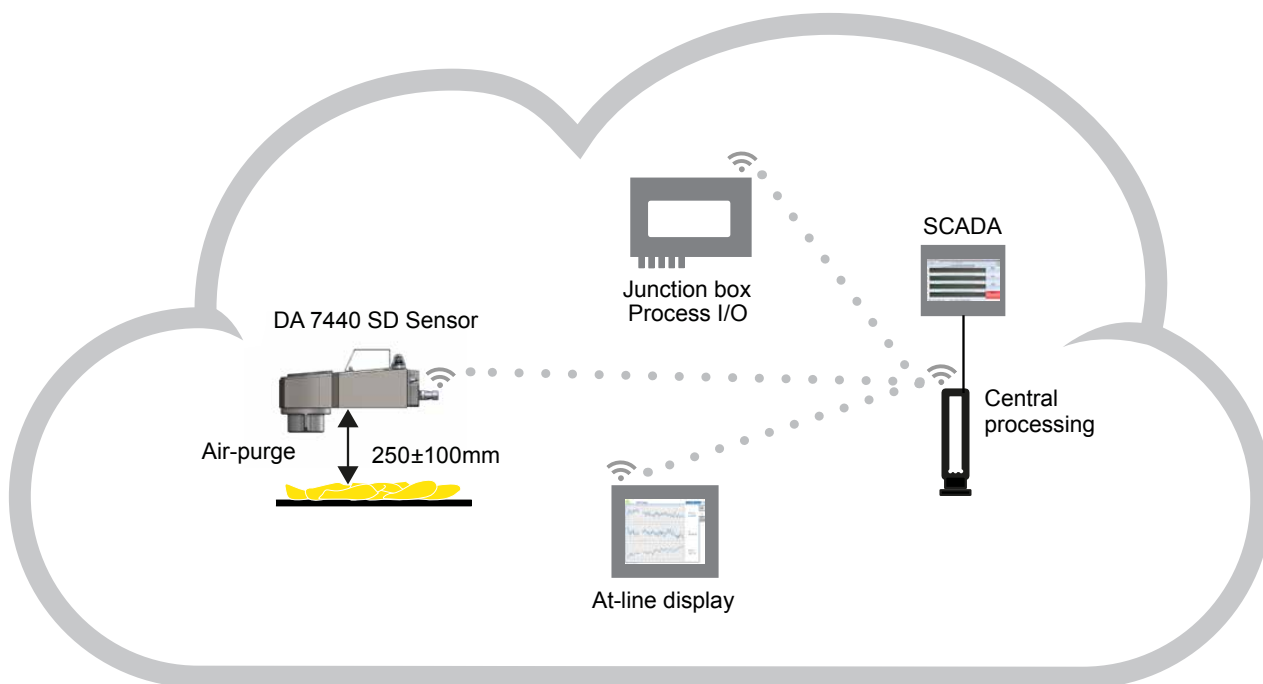 SCADA
Junction box
Process I/O
DA 7440 SD Sensor
Central
processing
Air-purge
250±100mm
At-line display